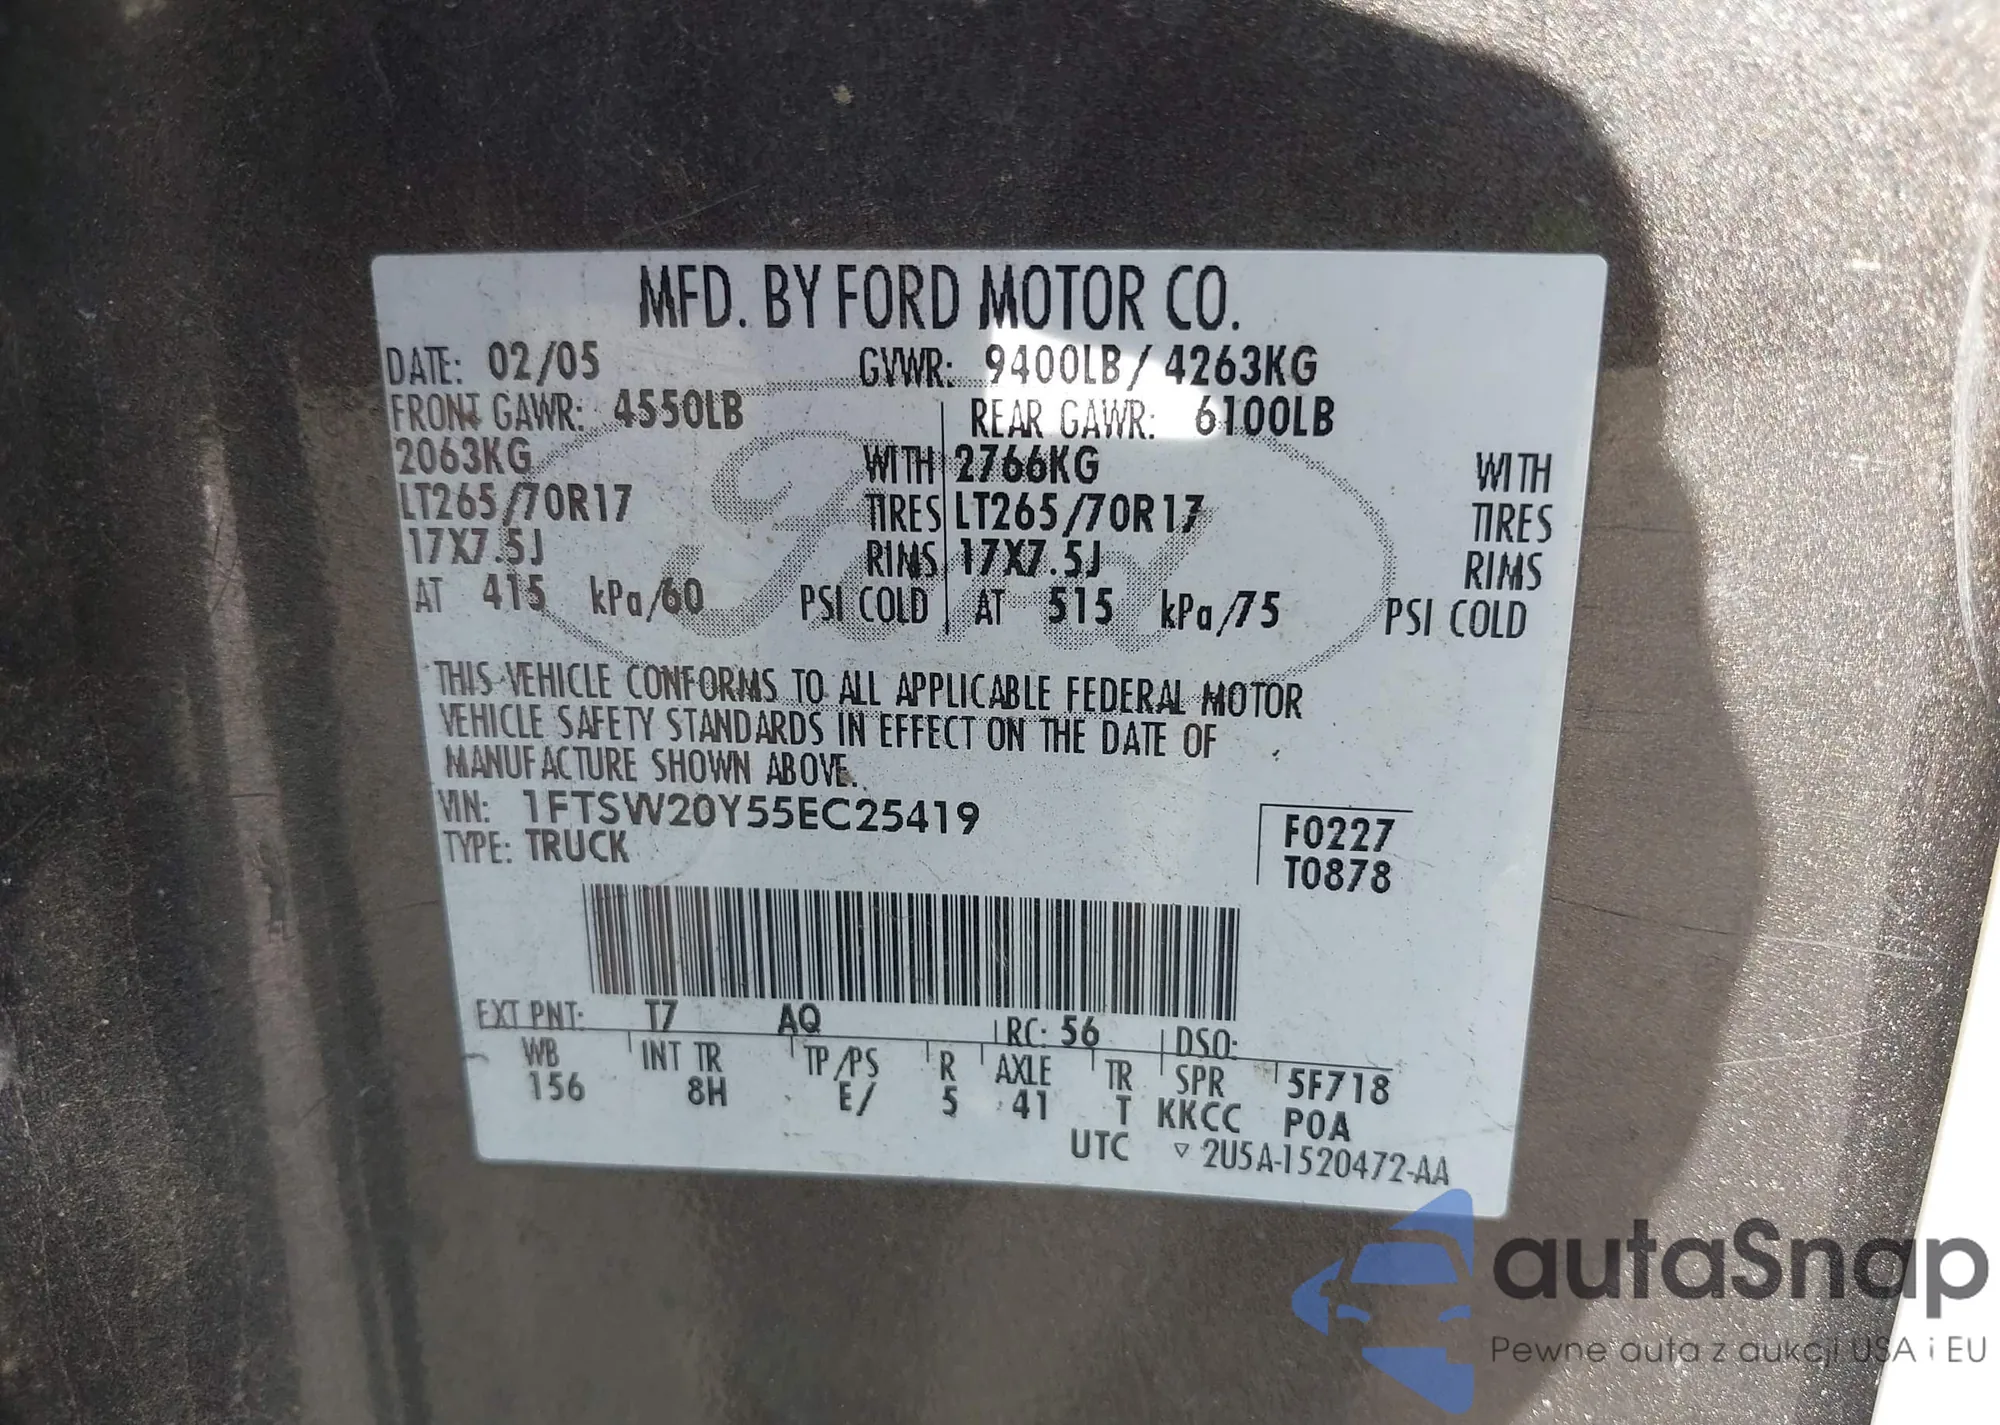 MFD. BY FORD MOTOR CO.
DATE: 02/05 GVWR: 9400LB / 4263KG
FRONT GAWR: 4550LB REAR GAWR: 6100LB
2063KG WITH 2766KG WITH
LT265/70R17 TIRES LT265/70R17 TIRES
17X7.5J RIMS 17X7.5J RIMS
AT 415 kPa/60 PSI COLD AT 515 kPa/75 PSI COLD
THIS VEHICLE CONFORMS TO ALL APPLICABLE FEDERAL MOTOR
VEHICLE SAFETY STANDARDS IN EFFECT ON THE DATE OF
MANUFACTURE SHOWN ABOVE.
VIN: 1FTSW20Y55EC25419
TYPE: TRUCK
F0227
T0878
EXT PNT: T7 AQ RC: 56 DSO:
WB INT TR TP/PS R AXLE TR SPR 5F718
156 8H E/ 5 41 T KKCC POA
UTC ▽ 2U5A-1520472-AA
Ford
autaSnap
Pewne auta z aukcji USA i EU